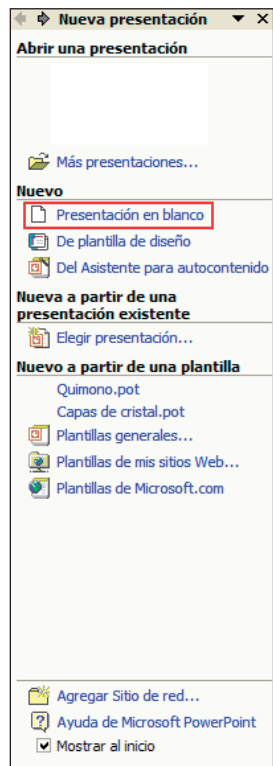 Nueva presentación
Abrir una presentación
Más presentaciones...
Nuevo
Presentación en blanco
De plantilla de diseño
Del Asistente para autocontenido
Nueva a partir de una
presentación existente
Elegir presentación...
Nuevo a partir de una plantilla
Quimono.pot
Capas de cristal.pot
Plantillas generales...
Plantillas de mis sitios Web...
Plantillas de Microsoft.com
Agregar Sitio de red...
Ayuda de Microsoft PowerPoint
Mostrar al inicio